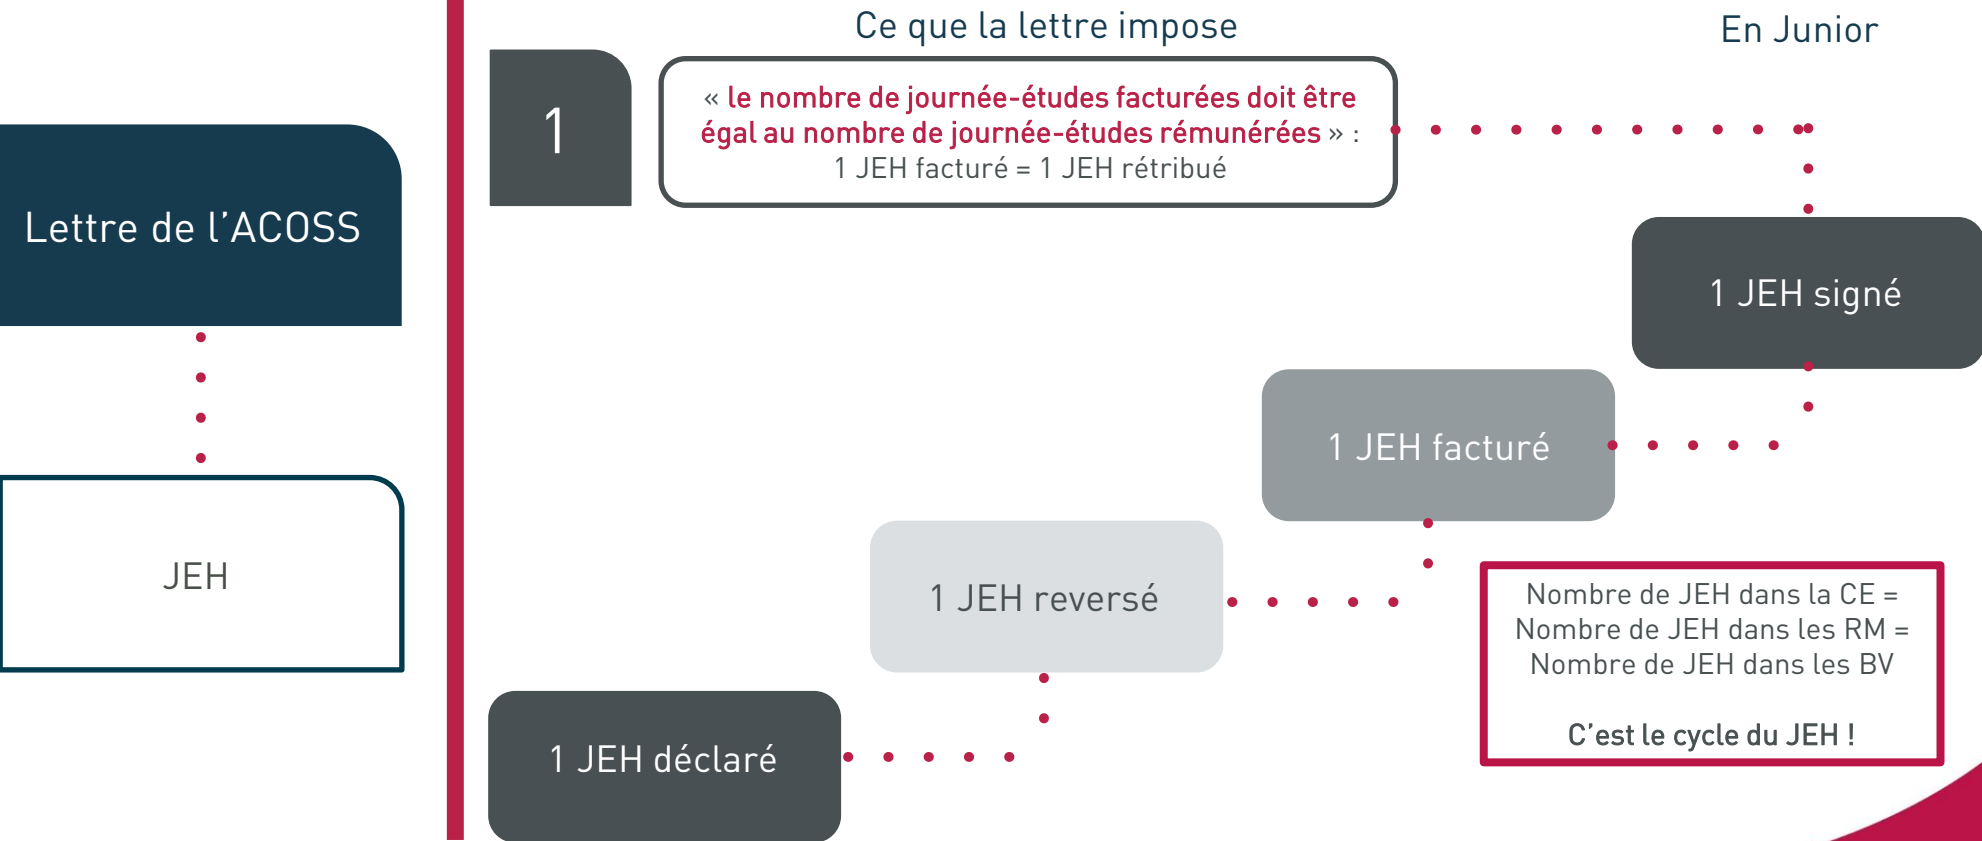 Lettre de l'ACOSS
JEH
Ce que la lettre impose
En Junior
1
« le nombre de journée-études facturées doit être
égal au nombre de journée-études rémunérées » :
1 JEH facturé = 1 JEH rétribué
1 JEH signé
1 JEH facturé
1 JEH reversé
1 JEH déclaré
Nombre de JEH dans la CE =
Nombre de JEH dans les RM =
Nombre de JEH dans les BV
C'est le cycle du JEH !